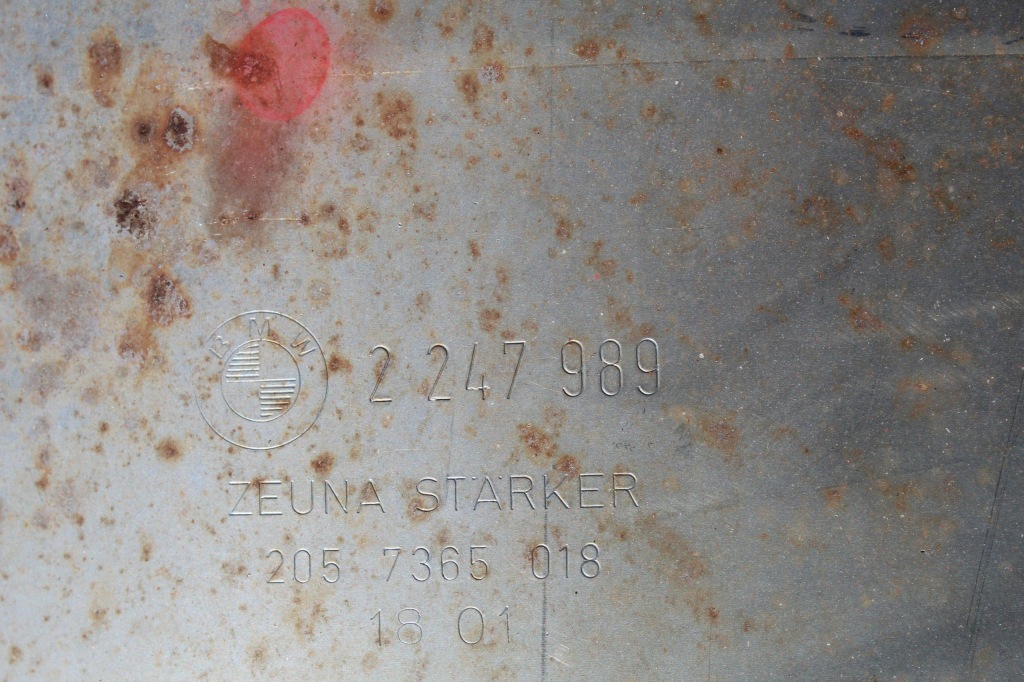 BMW 2 247 989
ZEUNA STÄRKER
205 7365 018
18 01